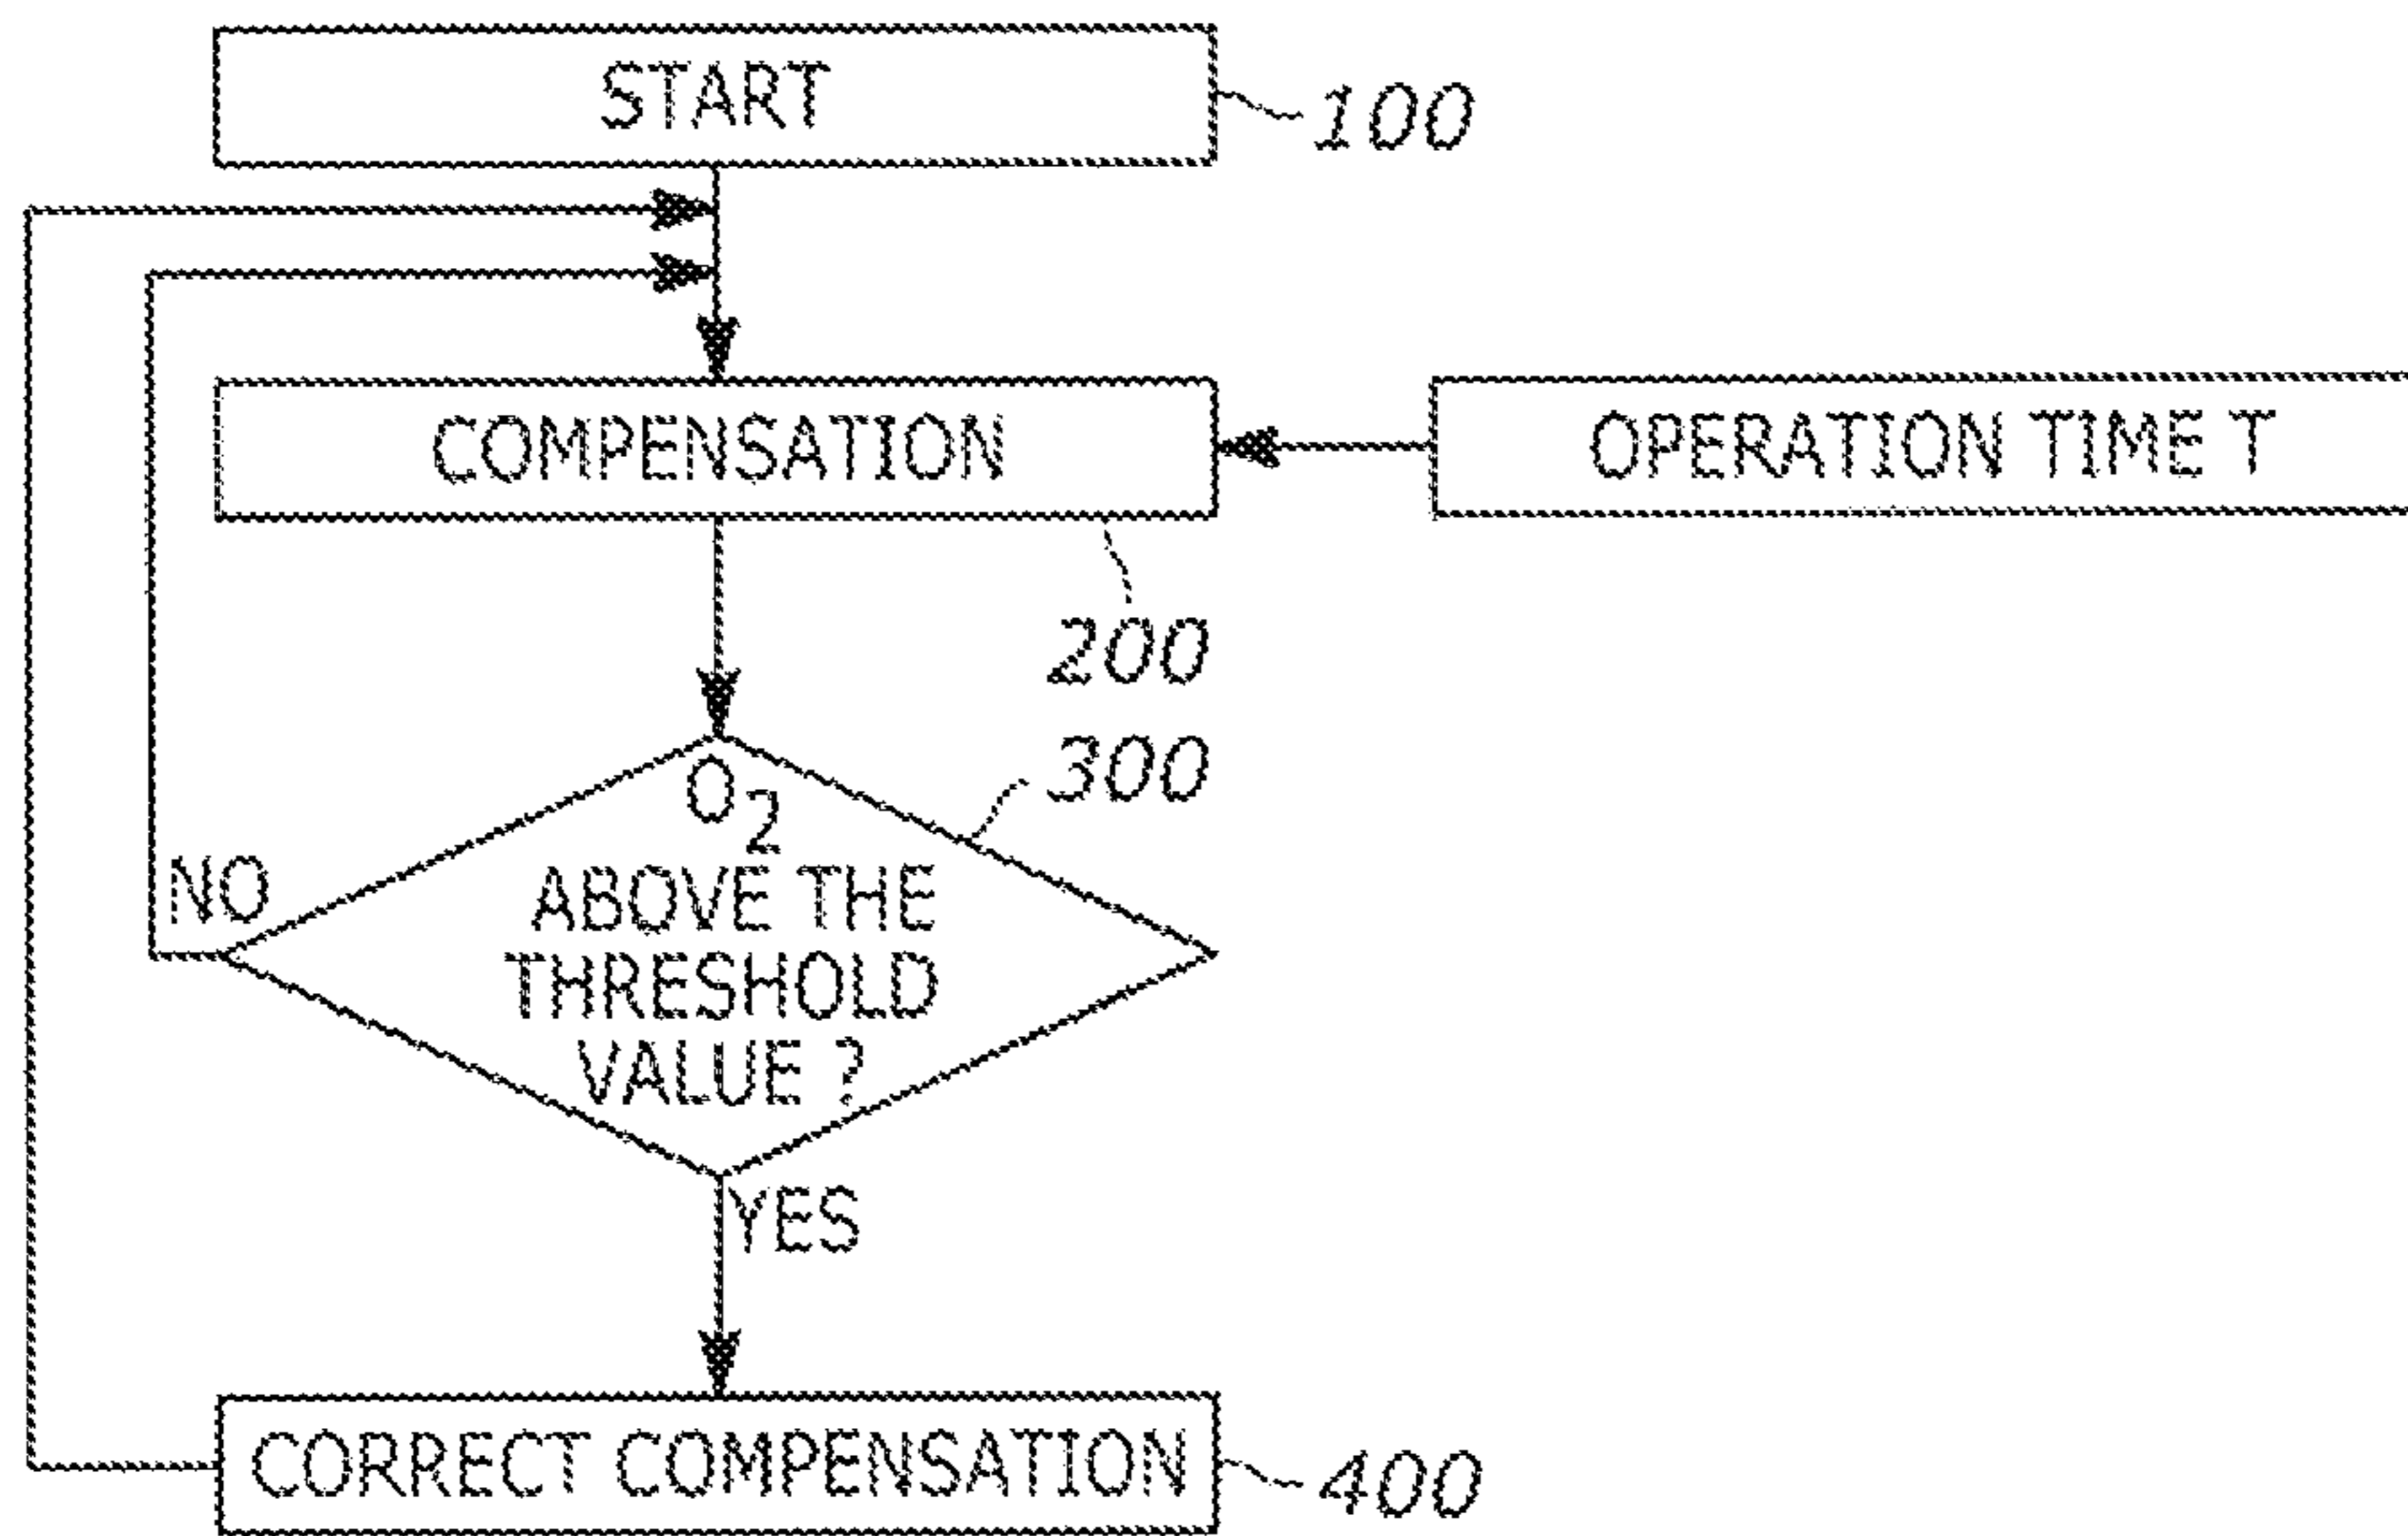 START
100
COMPENSATION
OPERATION TIME T
200
300
O2
ABOVE THE
THRESHOLD
VALUE ?
NO
YES
CORRECT COMPENSATION
400